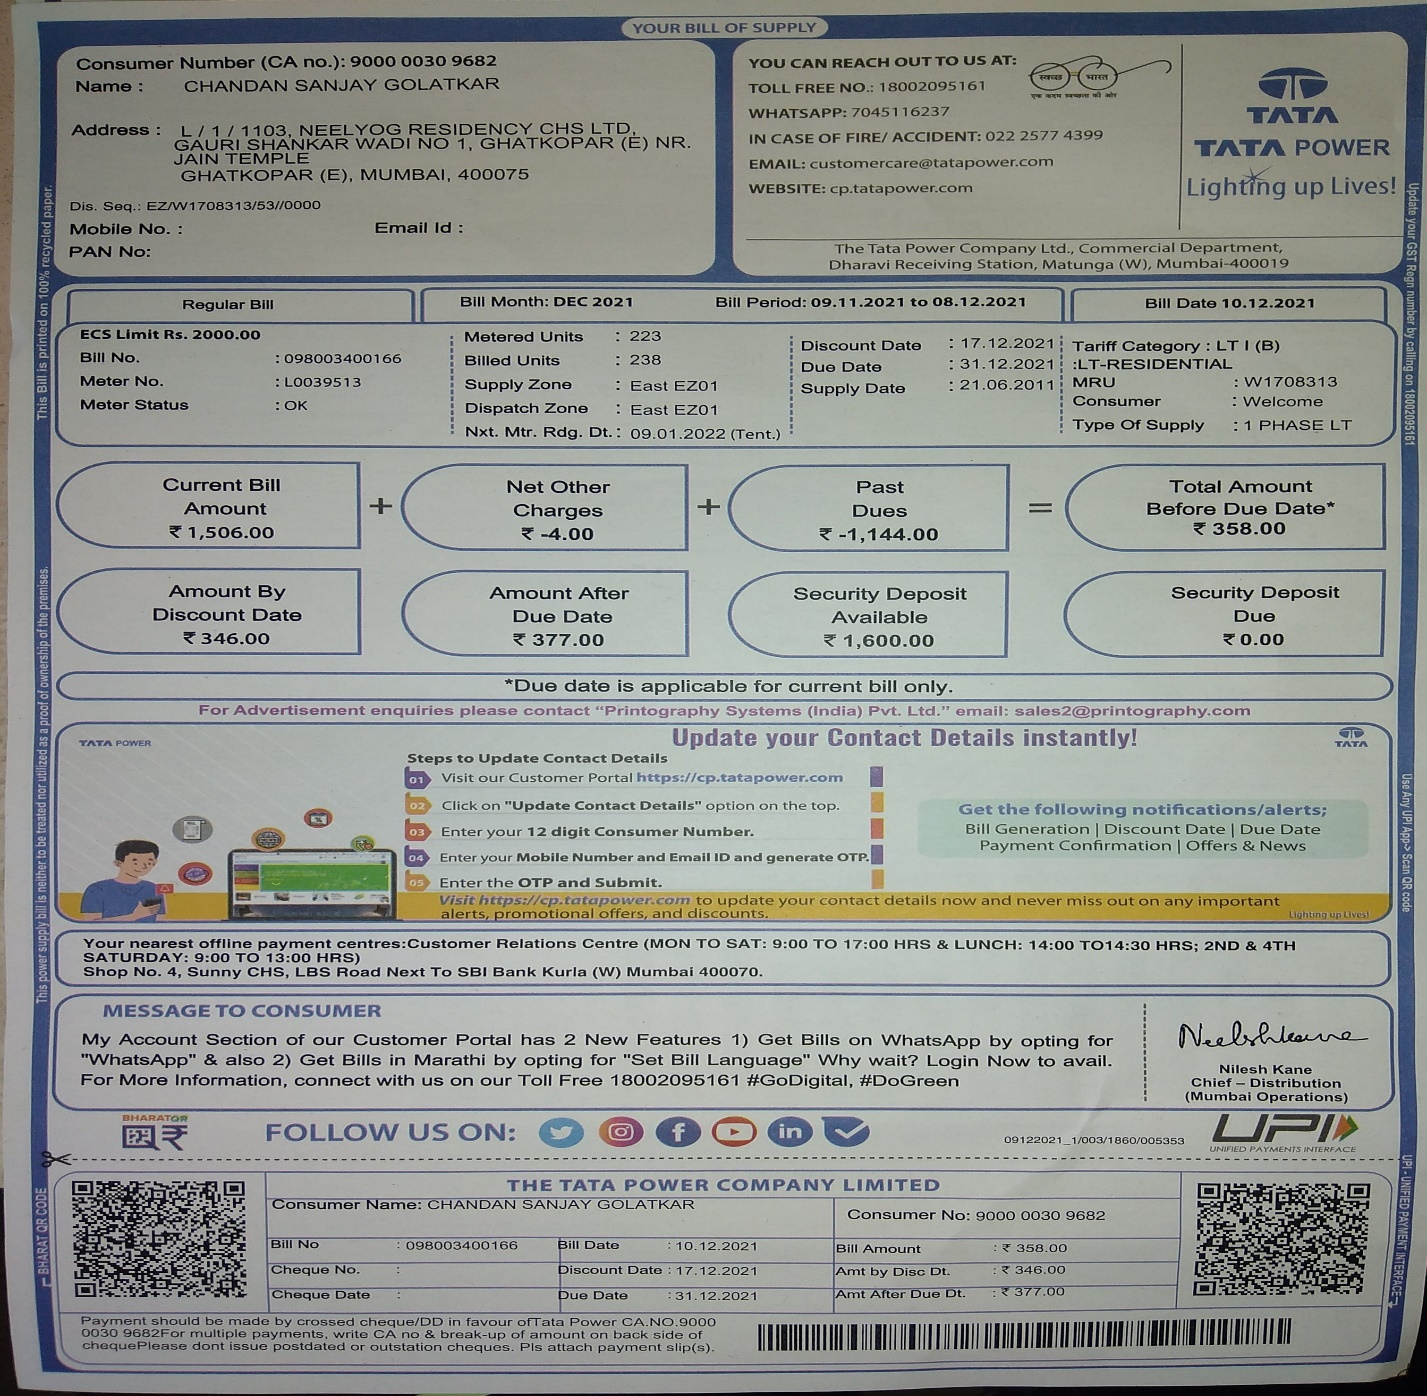 YOUR BILL OF SUPPLY
Consumer Number (CA no.): 9000 0030 9682
Name : CHANDAN SANJAY GOLATKAR
Address : L / 1 / 1103, NEELYOG RESIDENCY CHS LTD,
GAURI SHANKAR WADI NO 1, GHATKOPAR (E) NR.
JAIN TEMPLE
GHATKOPAR (E), MUMBAI, 400075
Dis. Seq.: EZ/W1708313/53//0000
Mobile No. : Email Id :
PAN No:
YOU CAN REACH OUT TO US AT:
TOLL FREE NO.: 18002095161
WHATSAPP: 7045116237
IN CASE OF FIRE/ ACCIDENT: 022 2577 4399
EMAIL: customercare@tatapower.com
WEBSITE: cp.tatapower.com
स्वच्छ भारत
एक कदम स्वच्छता की ओर
TATA
TATA POWER
Lighting up Lives!
The Tata Power Company Ltd., Commercial Department,
Dharavi Receiving Station, Matunga (W), Mumbai-400019
This Bill is printed on 100% recycled paper.
This power supply bill is neither to be treated nor utilized as a proof of ownership of the premises.
Update your GST Regn number by calling on 18002095161
Use Any UPI App-> Scan QR code
Regular Bill
Bill Month: DEC 2021 Bill Period: 09.11.2021 to 08.12.2021
Bill Date 10.12.2021
ECS Limit Rs. 2000.00
Bill No. : 098003400166
Meter No. : L0039513
Meter Status : OK
Metered Units : 223
Billed Units : 238
Supply Zone : East EZ01
Dispatch Zone : East EZ01
Nxt. Mtr. Rdg. Dt. : 09.01.2022 (Tent.)
Discount Date : 17.12.2021
Due Date : 31.12.2021
Supply Date : 21.06.2011
Tariff Category : LT I (B)
:LT-RESIDENTIAL
MRU : W1708313
Consumer : Welcome
Type Of Supply : 1 PHASE LT
Current Bill
Amount
₹ 1,506.00
+
Net Other
Charges
₹ -4.00
+
Past
Dues
₹ -1,144.00
=
Total Amount
Before Due Date*
₹ 358.00
Amount By
Discount Date
₹ 346.00
Amount After
Due Date
₹ 377.00
Security Deposit
Available
₹ 1,600.00
Security Deposit
Due
₹ 0.00
*Due date is applicable for current bill only.
For Advertisement enquiries please contact “Printography Systems (India) Pvt. Ltd.” email: sales2@printography.com
TATA POWER
Update your Contact Details instantly!
TATA
Steps to Update Contact Details
01 Visit our Customer Portal https://cp.tatapower.com
02 Click on "Update Contact Details" option on the top.
03 Enter your 12 digit Consumer Number.
04 Enter your Mobile Number and Email ID and generate OTP.
05 Enter the OTP and Submit.
Get the following notifications/alerts;
Bill Generation | Discount Date | Due Date
Payment Confirmation | Offers & News
Visit https://cp.tatapower.com to update your contact details now and never miss out on any important
alerts, promotional offers, and discounts.
Lighting up Lives!
Your nearest offline payment centres:Customer Relations Centre (MON TO SAT: 9:00 TO 17:00 HRS & LUNCH: 14:00 TO14:30 HRS; 2ND & 4TH
SATURDAY: 9:00 TO 13:00 HRS)
Shop No. 4, Sunny CHS, LBS Road Next To SBI Bank Kurla (W) Mumbai 400070.
MESSAGE TO CONSUMER
My Account Section of our Customer Portal has 2 New Features 1) Get Bills on WhatsApp by opting for
"WhatsApp" & also 2) Get Bills in Marathi by opting for "Set Bill Language" Why wait? Login Now to avail.
For More Information, connect with us on our Toll Free 18002095161 #GoDigital, #DoGreen
Nilesh Kane
Chief – Distribution
(Mumbai Operations)
BHARATQR
FOLLOW US ON:
09122021_1/003/1860/005353
UPI
UNIFIED PAYMENTS INTERFACE
BHARAT QR CODE
UPI - UNIFIED PAYMENT INTERFACE
THE TATA POWER COMPANY LIMITED
Consumer Name: CHANDAN SANJAY GOLATKAR
Consumer No: 9000 0030 9682
Bill No : 098003400166
Bill Date : 10.12.2021
Bill Amount : ₹ 358.00
Cheque No. :
Discount Date : 17.12.2021
Amt by Disc Dt. : ₹ 346.00
Cheque Date :
Due Date : 31.12.2021
Amt After Due Dt. : ₹ 377.00
Payment should be made by crossed cheque/DD in favour ofTata Power CA.NO.9000
0030 9682For multiple payments, write CA no & break-up of amount on back side of
chequePlease dont issue postdated or outstation cheques. Pls attach payment slip(s).